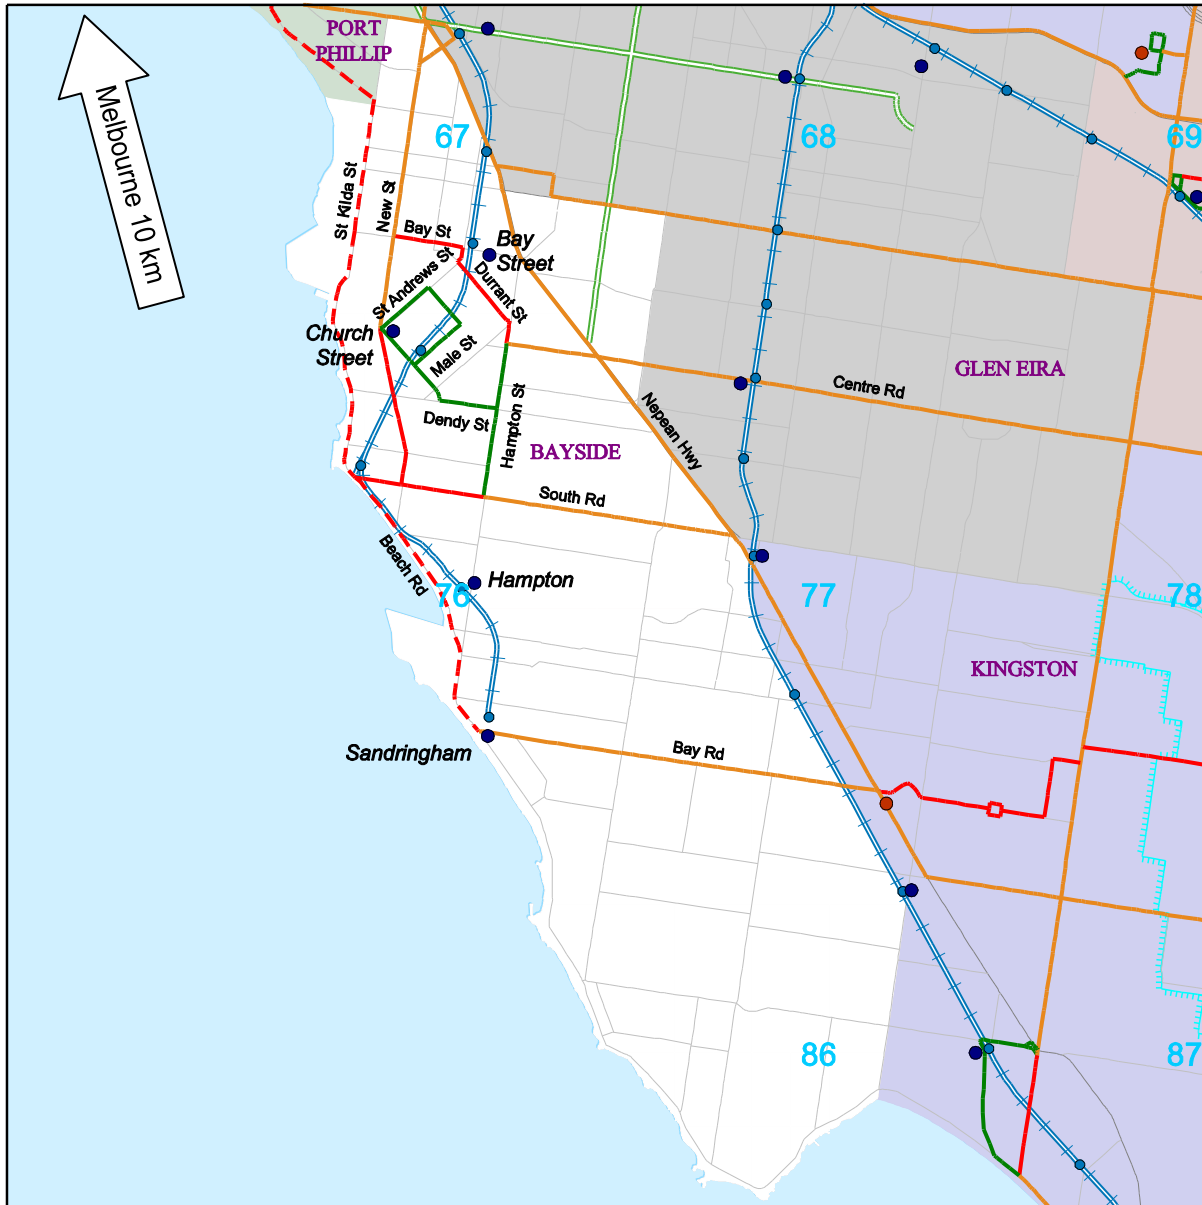 PORT
PHILLIP
Melbourne 10 km
67
68
69
St Kilda St
New St
Bay St
Bay
Street
St Andrews St
Durrant St
Church
Street
Male St
GLEN EIRA
Centre Rd
Dendy St
Hampton St
BAYSIDE
Nepean Hwy
South Rd
Beach Rd
Hampton
76
77
78
KINGSTON
Sandringham
Bay Rd
86
87